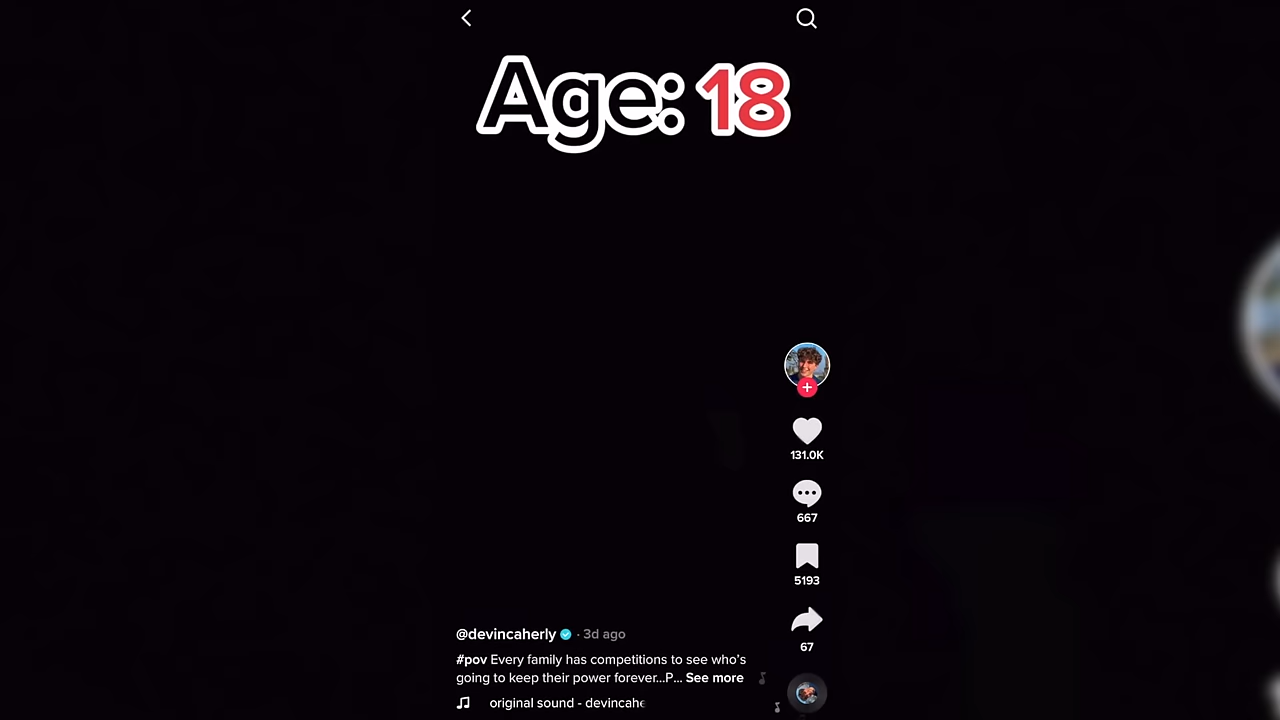 Age: 18
131.0K
667
5193
67
@devincaherly · 3d ago
#pov Every family has competitions to see who's
going to keep their power forever...P... See more
original sound - devincahe